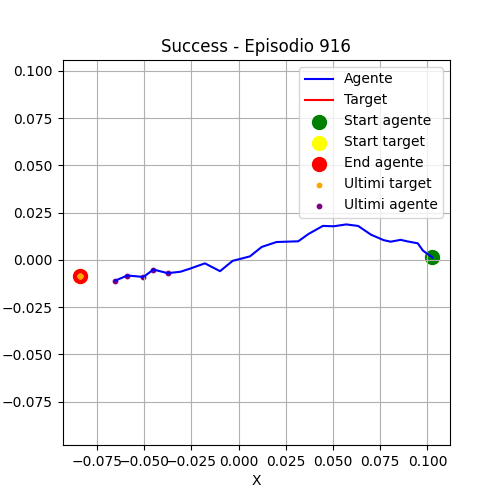 Success - Episodio 916
Agente
Target
Start agente
Start target
End agente
Ultimi target
Ultimi agente
0.100
0.075
0.050
0.025
0.000
−0.025
−0.050
−0.075
−0.075 −0.050 −0.025 0.000 0.025 0.050 0.075 0.100
X